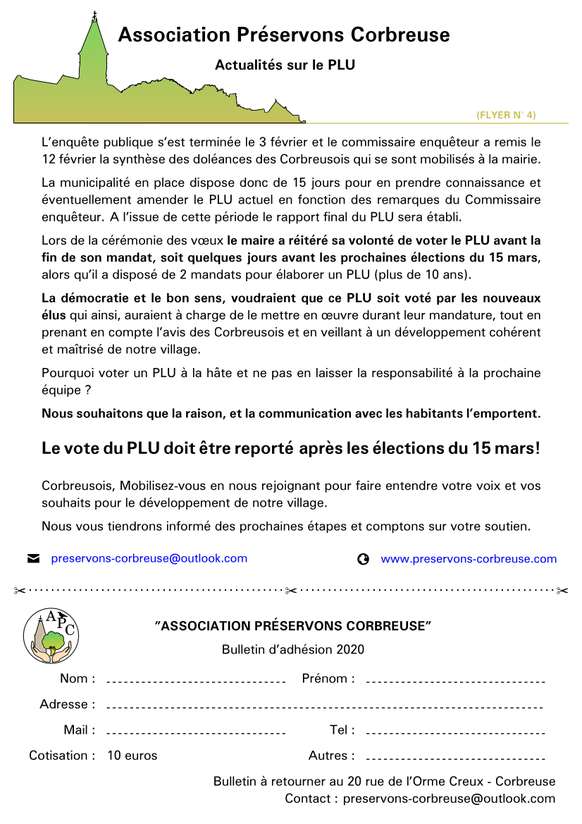 Association Préservons Corbreuse
Actualités sur le PLU
(FLYER N° 4)
L'enquête publique s'est terminée le 3 février et le commissaire enquêteur a remis le
12 février la synthèse des doléances des Corbreusois qui se sont mobilisés à la mairie.
La municipalité en place dispose donc de 15 jours pour en prendre connaissance et
éventuellement amender le PLU actuel en fonction des remarques du Commissaire
enquêteur. A l'issue de cette période le rapport final du PLU sera établi.
Lors de la cérémonie des vœux le maire a réitéré sa volonté de voter le PLU avant la
fin de son mandat, soit quelques jours avant les prochaines élections du 15 mars,
alors qu'il a disposé de 2 mandats pour élaborer un PLU (plus de 10 ans).
La démocratie et le bon sens, voudraient que ce PLU soit voté par les nouveaux
élus qui ainsi, auraient à charge de le mettre en œuvre durant leur mandature, tout en
prenant en compte l'avis des Corbreusois et en veillant à un développement cohérent
et maîtrisé de notre village.
Pourquoi voter un PLU à la hâte et ne pas en laisser la responsabilité à la prochaine
équipe ?
Nous souhaitons que la raison, et la communication avec les habitants l'emportent.
Le vote du PLU doit être reporté après les élections du 15 mars!
Corbreusois, Mobilisez-vous en nous rejoignant pour faire entendre votre voix et vos
souhaits pour le développement de notre village.
Nous vous tiendrons informé des prochaines étapes et comptons sur votre soutien.
preservons-corbreuse@outlook.com www.preservons-corbreuse.com
APC
"ASSOCIATION PRÉSERVONS CORBREUSE"
Bulletin d'adhésion 2020
Nom : Prénom :
Adresse :
Mail : Tel :
Cotisation : 10 euros Autres :
Bulletin à retourner au 20 rue de l'Orme Creux - Corbreuse
Contact : preservons-corbreuse@outlook.com